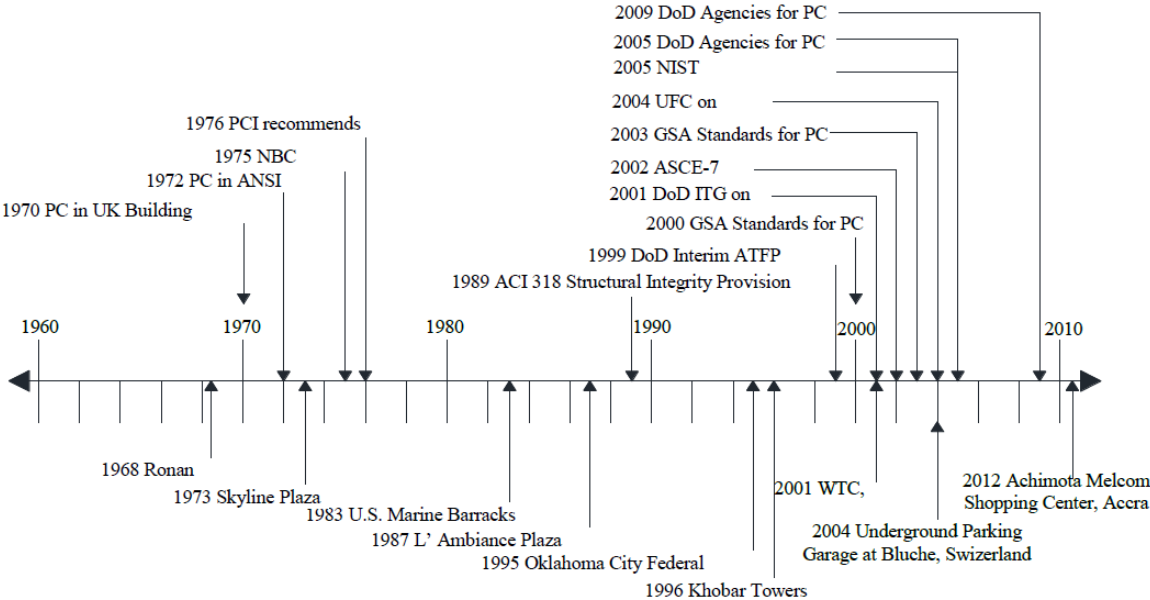 2009 DoD Agencies for PC
2005 DoD Agencies for PC
2005 NIST
2004 UFC on
1976 PCI recommends
2003 GSA Standards for PC
1975 NBC
2002 ASCE-7
1972 PC in ANSI
2001 DoD ITG on
1970 PC in UK Building
2000 GSA Standards for PC
1999 DoD Interim ATFP
1989 ACI 318 Structural Integrity Provision
1960
1970
1980
1990
2000
2010
1968 Ronan
1973 Skyline Plaza
1983 U.S. Marine Barracks
1987 L’ Ambiance Plaza
1995 Oklahoma City Federal
1996 Khobar Towers
2001 WTC,
2004 Underground Parking
Garage at Bluche, Swizerland
2012 Achimota Melcom
Shopping Center, Accra